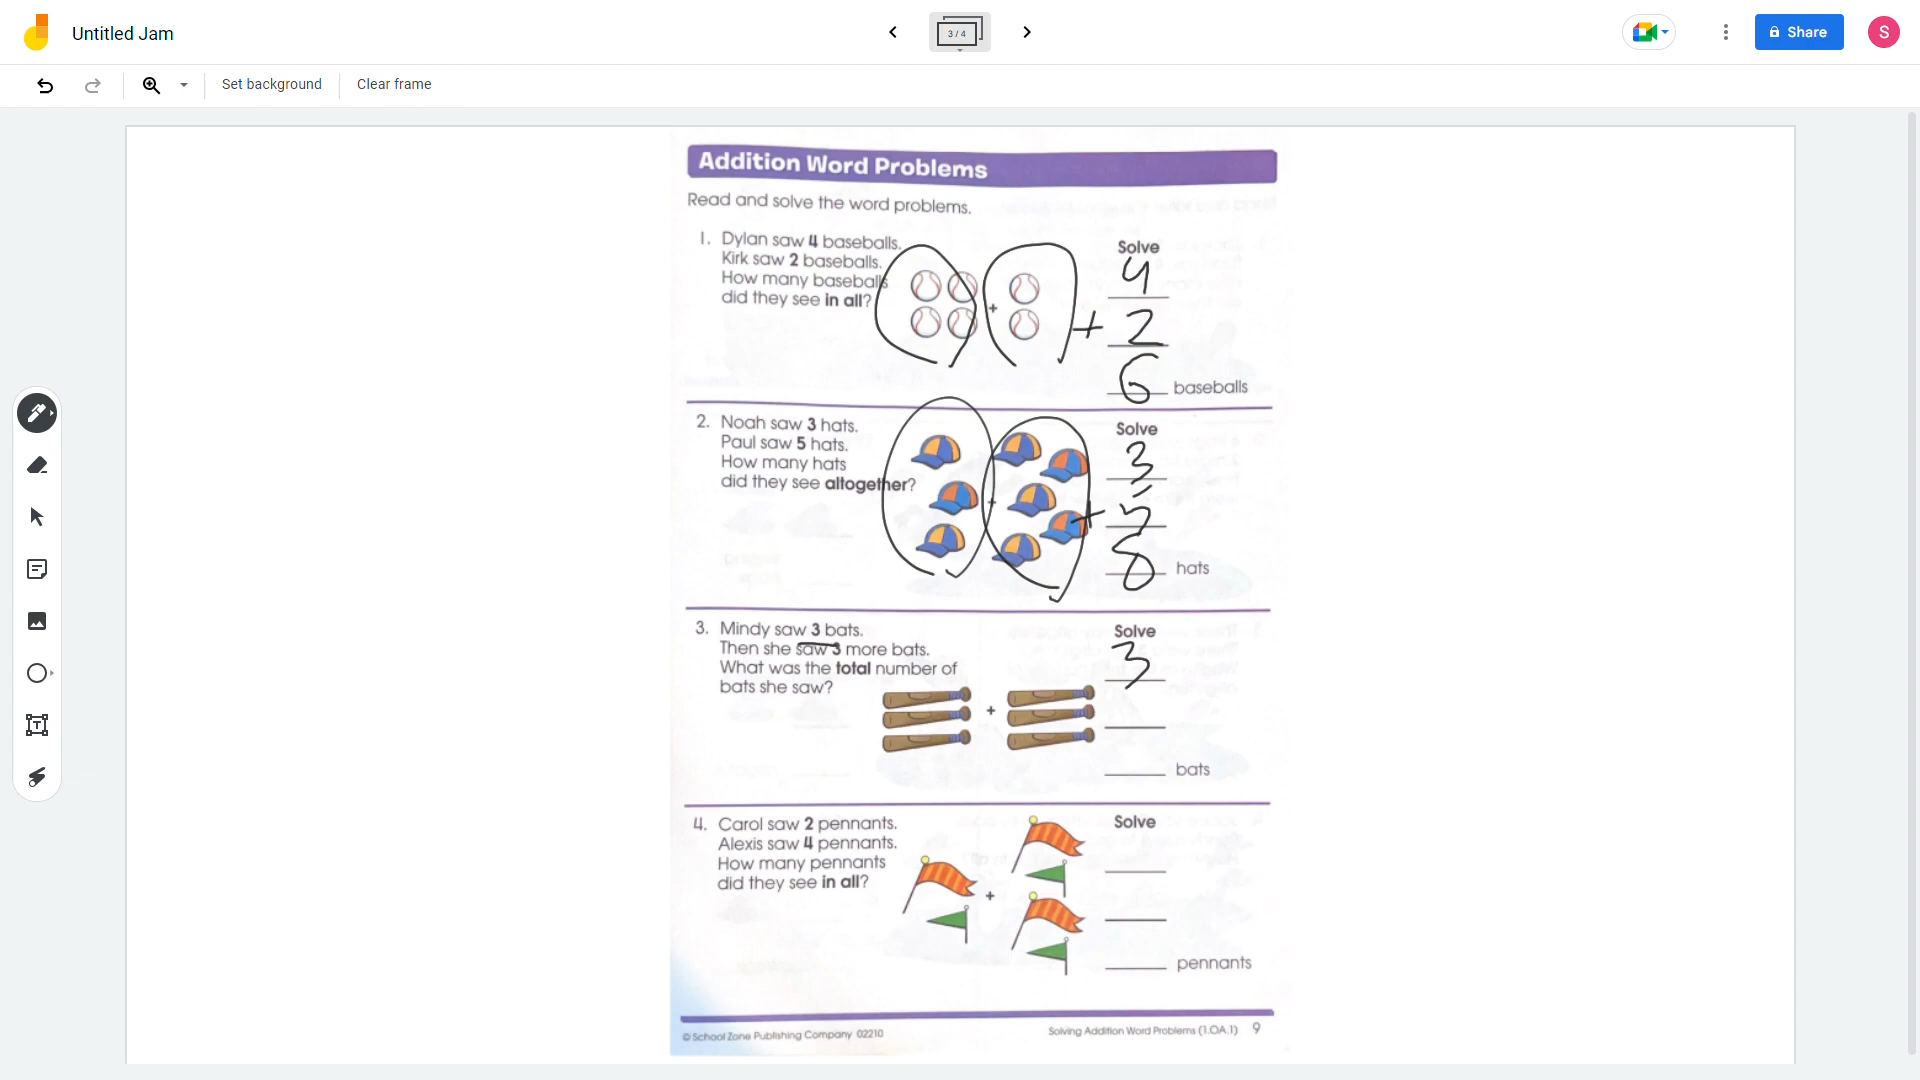 Untitled Jam
3 / 4
Share
S
Set background
Clear frame
Addition Word Problems
Read and solve the word problems.
1. Dylan saw 4 baseballs.
Kirk saw 2 baseballs.
How many baseballs
did they see in all?
+
Solve
4
+ 2
6 baseballs
2. Noah saw 3 hats.
Paul saw 5 hats.
How many hats
did they see altogether?
+
Solve
3
+ 5
8 hats
3. Mindy saw 3 bats.
Then she saw 3 more bats.
What was the total number of
bats she saw?
+
Solve
3
bats
4. Carol saw 2 pennants.
Alexis saw 4 pennants.
How many pennants
did they see in all?
+
Solve
pennants
© School Zone Publishing Company 02210
Solving Addition Word Problems (1.OA.1) 9